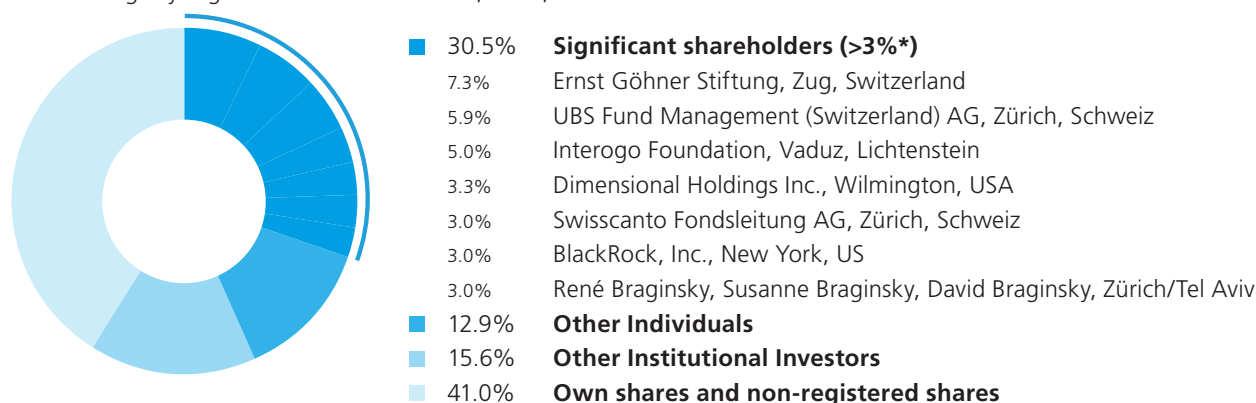 30.5% Significant shareholders (>3%*)
7.3% Ernst Göhner Stiftung, Zug, Switzerland
5.9% UBS Fund Management (Switzerland) AG, Zürich, Schweiz
5.0% Interogo Foundation, Vaduz, Lichtenstein
3.3% Dimensional Holdings Inc., Wilmington, USA
3.0% Swisscanto Fondsleitung AG, Zürich, Schweiz
3.0% BlackRock, Inc., New York, US
3.0% René Braginsky, Susanne Braginsky, David Braginsky, Zürich/Tel Aviv
12.9% Other Individuals
15.6% Other Institutional Investors
41.0% Own shares and non-registered shares